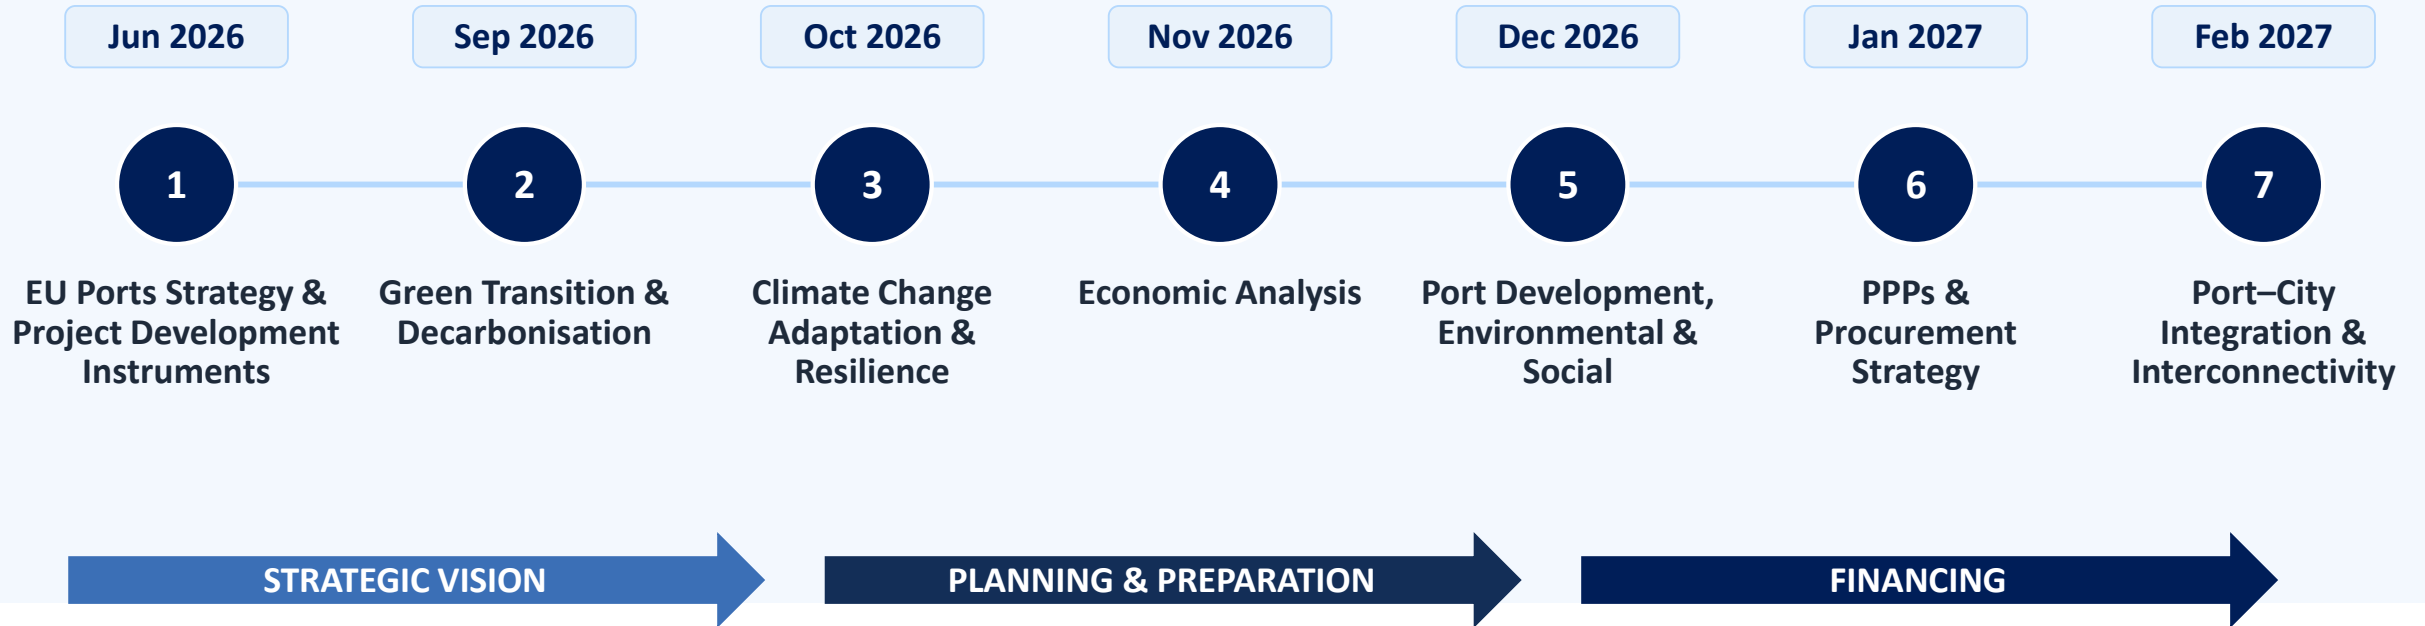 Jun 2026
Sep 2026
Oct 2026
Nov 2026
Dec 2026
Jan 2027
Feb 2027
1
2
3
4
5
6
7
EU Ports Strategy &
Project Development
Instruments
Green Transition &
Decarbonisation
Climate Change
Adaptation &
Resilience
Economic Analysis
Port Development,
Environmental &
Social
PPPs &
Procurement
Strategy
Port–City
Integration &
Interconnectivity
STRATEGIC VISION
PLANNING & PREPARATION
FINANCING